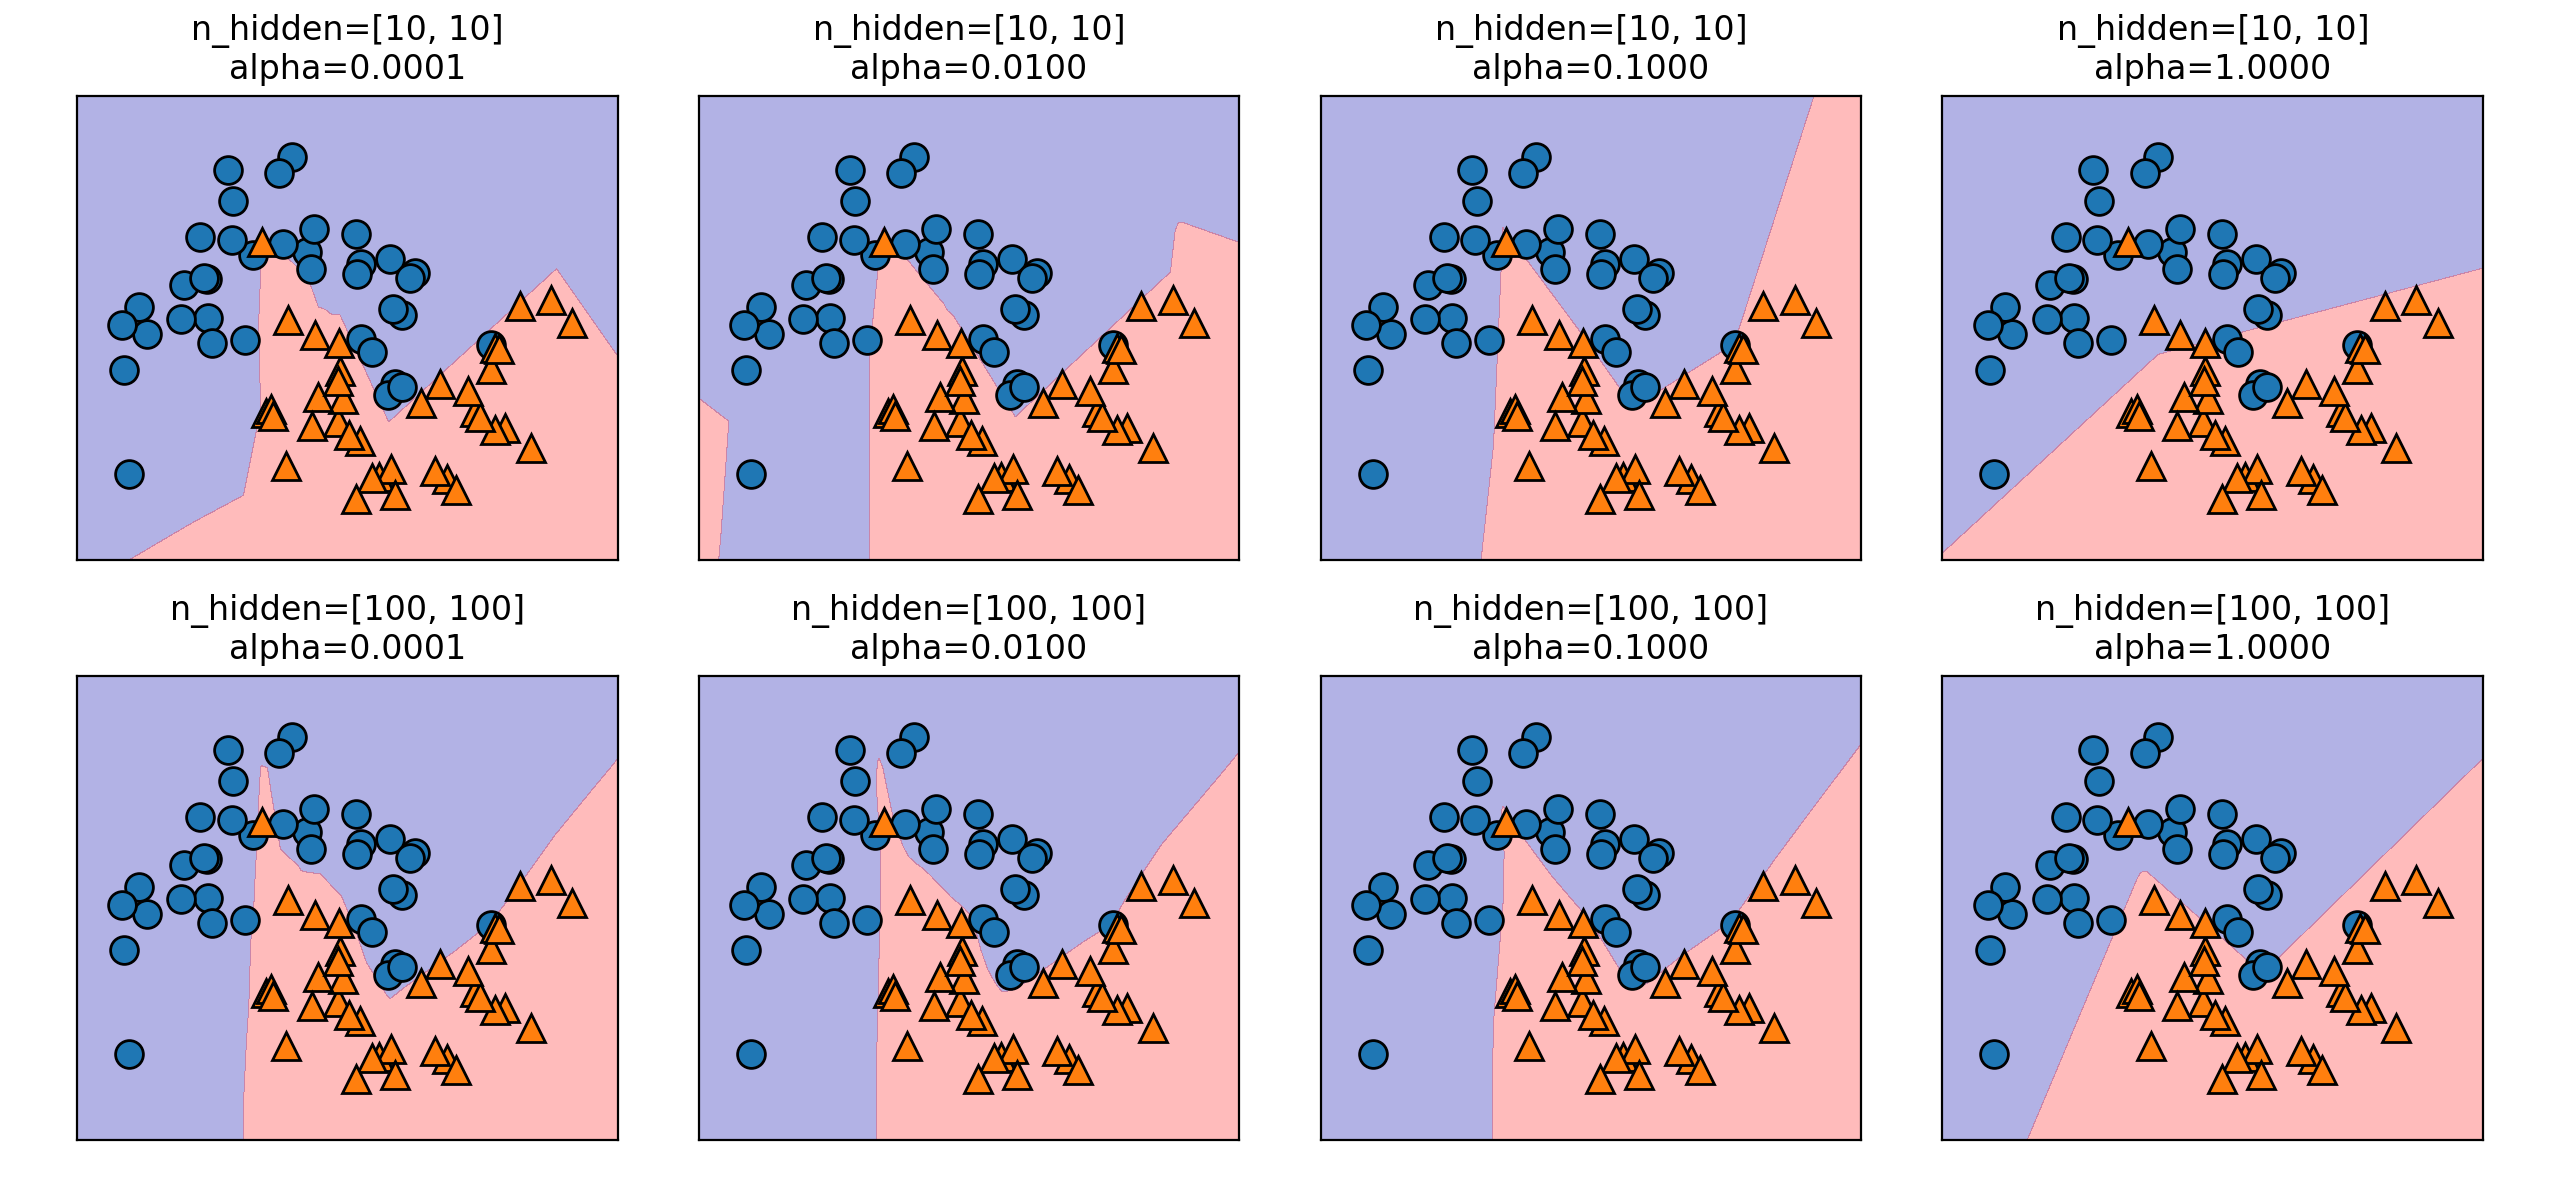 n_hidden=[10, 10]
alpha=0.0001
n_hidden=[10, 10]
alpha=0.0100
n_hidden=[10, 10]
alpha=0.1000
n_hidden=[10, 10]
alpha=1.0000
n_hidden=[100, 100]
alpha=0.0001
n_hidden=[100, 100]
alpha=0.0100
n_hidden=[100, 100]
alpha=0.1000
n_hidden=[100, 100]
alpha=1.0000